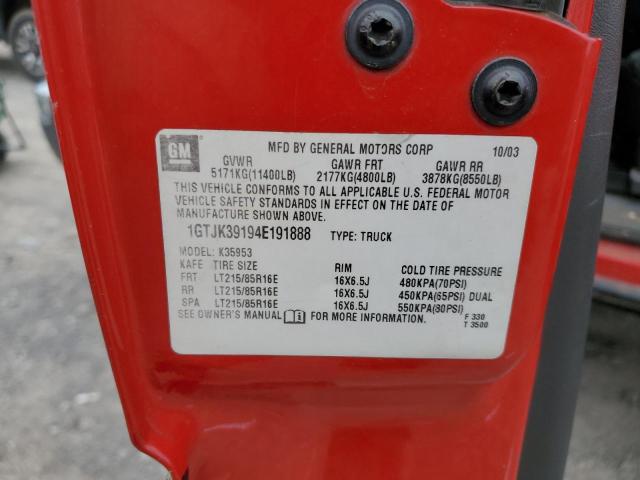 GM MFD BY GENERAL MOTORS CORP 10/03
GVWR GAWR FRT GAWR RR
5171KG(11400LB) 2177KG(4800LB) 3878KG(8550LB)
THIS VEHICLE CONFORMS TO ALL APPLICABLE U.S. FEDERAL MOTOR
VEHICLE SAFETY STANDARDS IN EFFECT ON THE DATE OF
MANUFACTURE SHOWN ABOVE.
1GTJK39194E191888 TYPE: TRUCK
MODEL: K35953
KAFE TIRE SIZE RIM COLD TIRE PRESSURE
FRT LT215/85R16E 16X6.5J 480KPA(70PSI)
RR LT215/85R16E 16X6.5J 450KPA(65PSI) DUAL
SPA LT215/85R16E 16X6.5J 550KPA(80PSI)
SEE OWNER'S MANUAL FOR MORE INFORMATION. F 330
T 3500